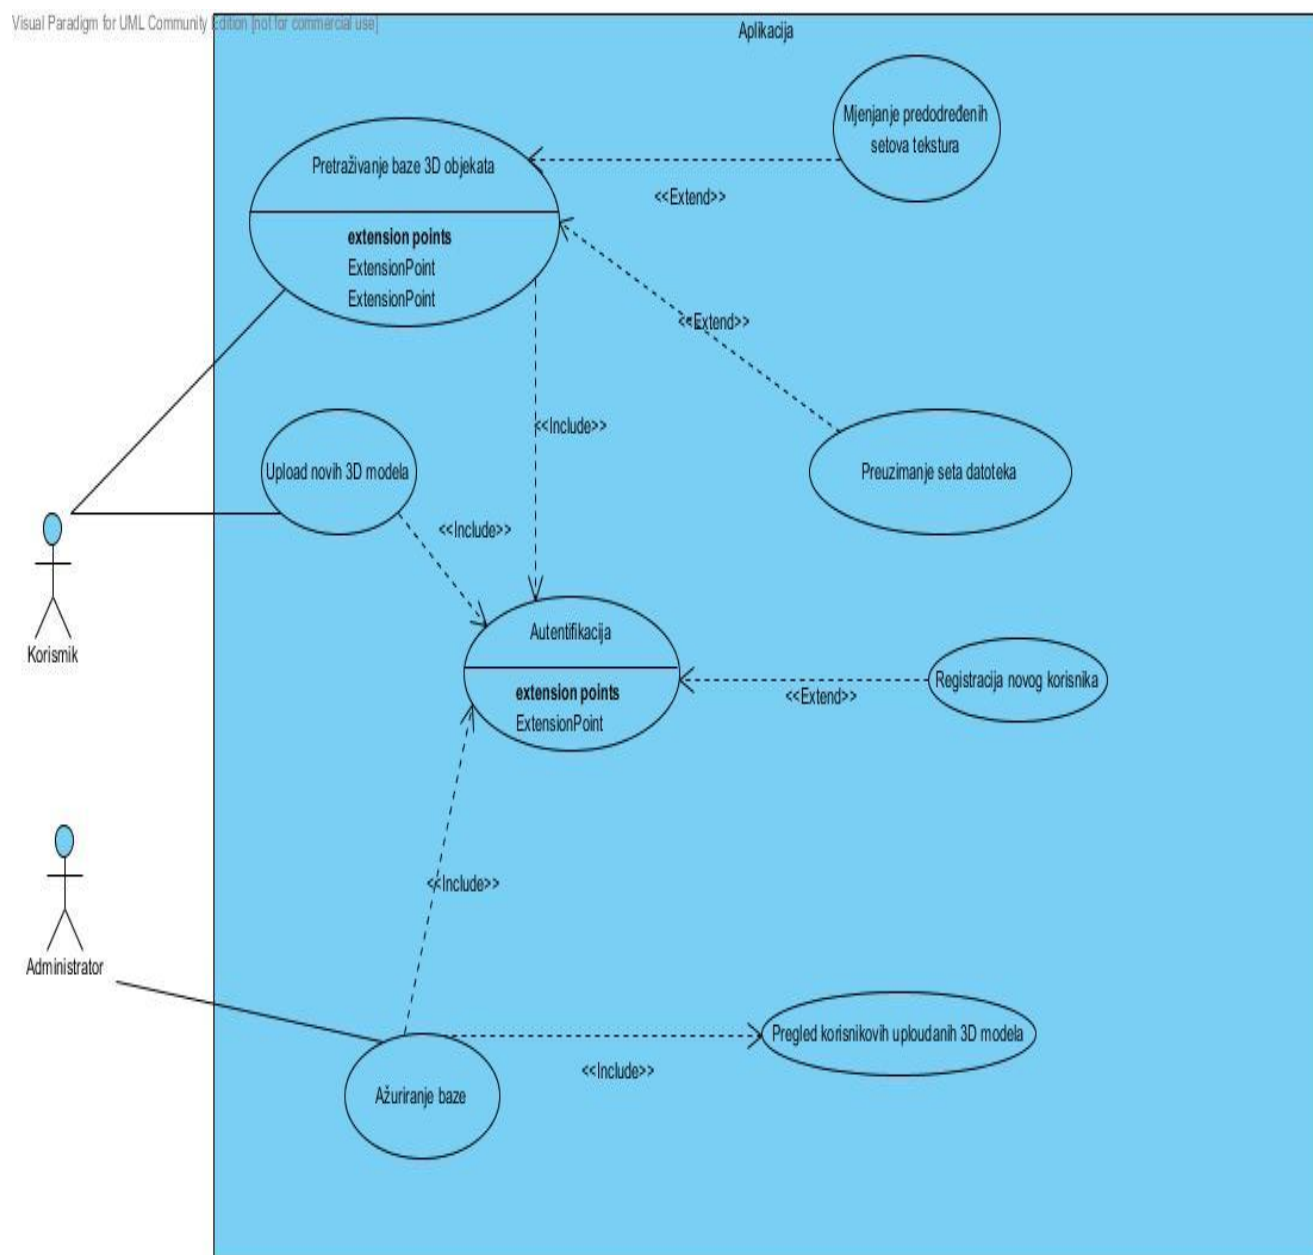 Visual Paradigm for UML Community Edition [not for commercial use]
Aplikacija
Mjenjanje predodređenih
setova tekstura
Pretraživanje baze 3D objekata
<<Extend>>
extension points
ExtensionPoint
ExtensionPoint
<<Extend>>
<<Include>>
Upload novih 3D modela
Preuzimanje seta datoteka
<<Include>>
Autentifikacija
Korismik
Registracija novog korisnika
extension points
<<Extend>>
ExtensionPoint
<<Include>>
Administrator
Pregled korisnikovih uploudanih 3D modela
<<Include>>
Ažuriranje baze